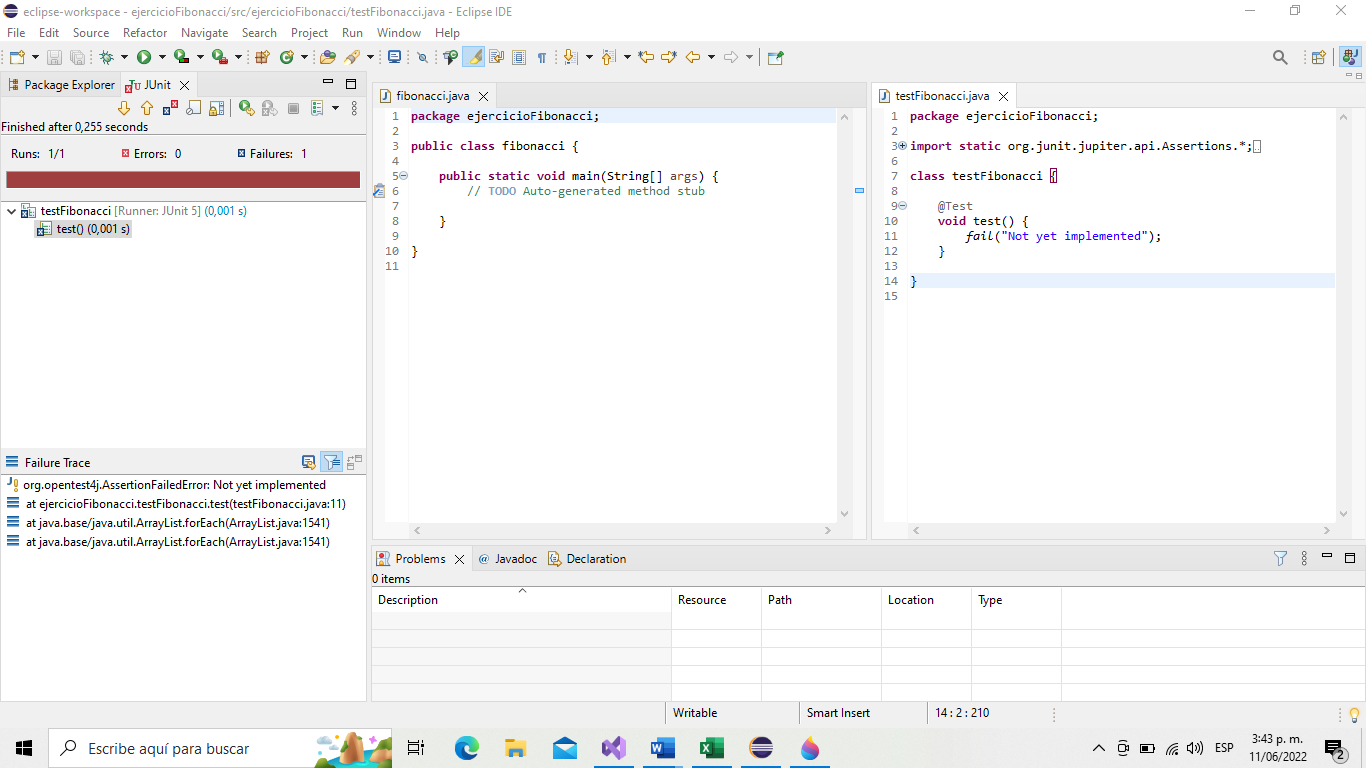 eclipse-workspace - ejercicioFibonacci/src/ejercicioFibonacci/testFibonacci.java - Eclipse IDE
File Edit Source Refactor Navigate Search Project Run Window Help
Package Explorer JUnit
Finished after 0,255 seconds
Runs: 1/1 Errors: 0 Failures: 1
testFibonacci [Runner: JUnit 5] (0,001 s)
test() (0,001 s)
Failure Trace
org.opentest4j.AssertionFailedError: Not yet implemented
at ejercicioFibonacci.testFibonacci.test(testFibonacci.java:11)
at java.base/java.util.ArrayList.forEach(ArrayList.java:1541)
at java.base/java.util.ArrayList.forEach(ArrayList.java:1541)
fibonacci.java
1 package ejercicioFibonacci;
2
3 public class fibonacci {
4
5 public static void main(String[] args) {
6 // TODO Auto-generated method stub
7
8 }
9
10 }
11
testFibonacci.java
1 package ejercicioFibonacci;
2
3 import static org.junit.jupiter.api.Assertions.*;
6
7 class testFibonacci {
8
9 @Test
10 void test() {
11 fail("Not yet implemented");
12 }
13
14 }
15
Problems @ Javadoc Declaration
0 items
Description Resource Path Location Type
Writable Smart Insert 14 : 2 : 210
Escribe aquí para buscar
ESP
3:43 p. m.
11/06/2022
2